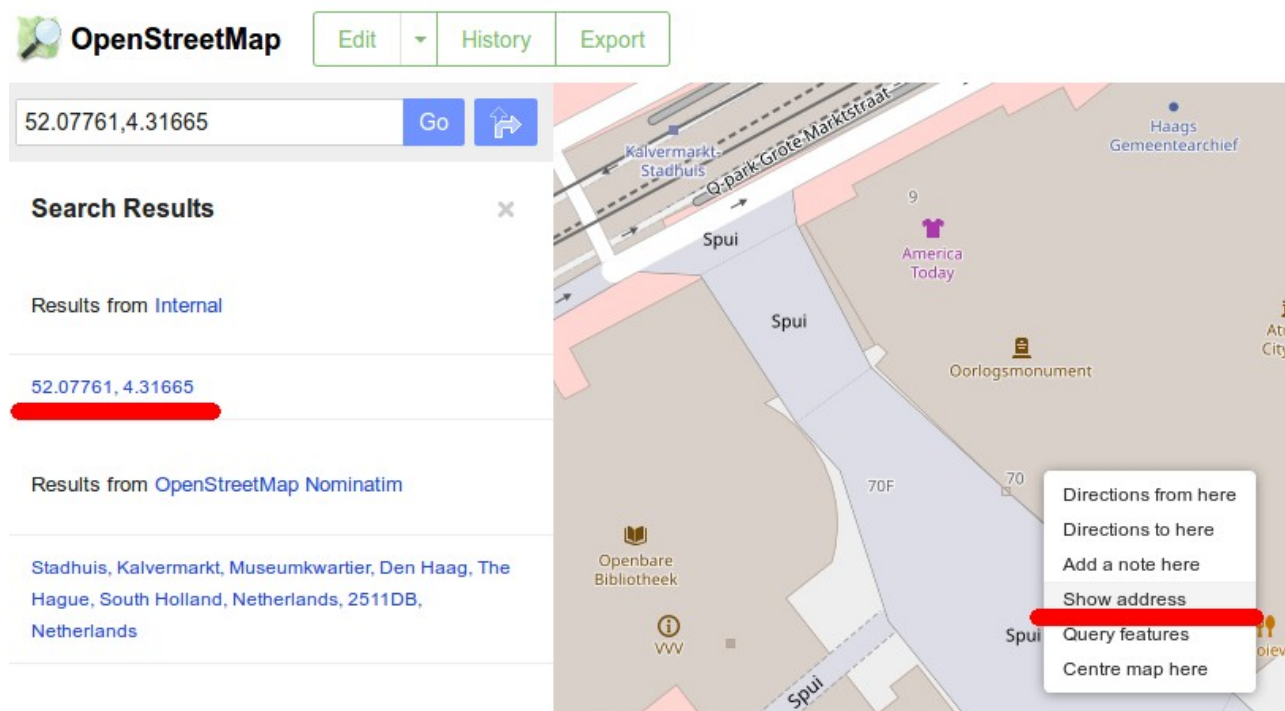 OpenStreetMap
Edit
History
Export
52.07761,4.31665
Go
Search Results
×
Results from Internal
52.07761, 4.31665
Results from OpenStreetMap Nominatim
Stadhuis, Kalvermarkt, Museumkwartier, Den Haag, The
Hague, South Holland, Netherlands, 2511DB,
Netherlands
Kalvermarkt-
Stadhuis
Q-park Grote Marktstraat
Haags
Gemeentearchief
9
America
Today
Spui
Spui
Oorlogsmonument
City
70F
70
Openbare
Bibliotheek
VVV
Spui
Spui
Directions from here
Directions to here
Add a note here
Show address
Query features
Centre map here